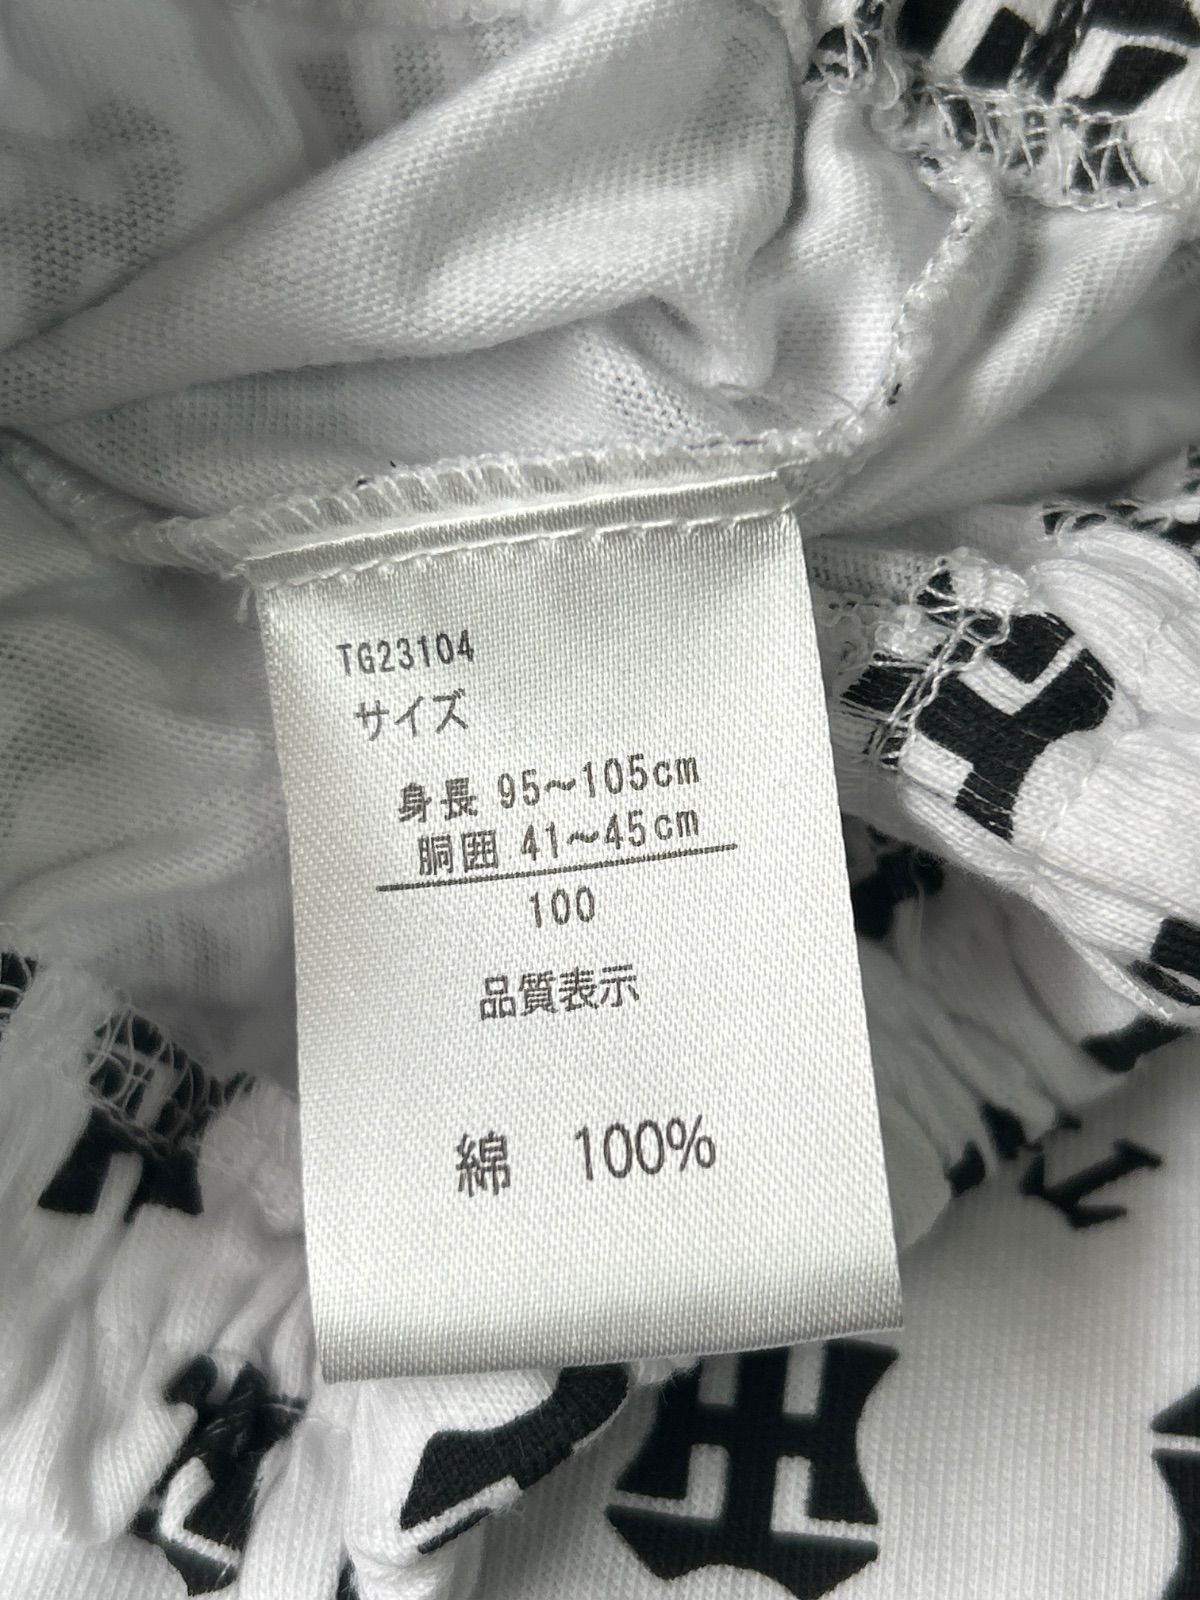 TG23104
サイズ
身長 95～105cm
胴囲 41～45cm
100
品質表示
綿 100%